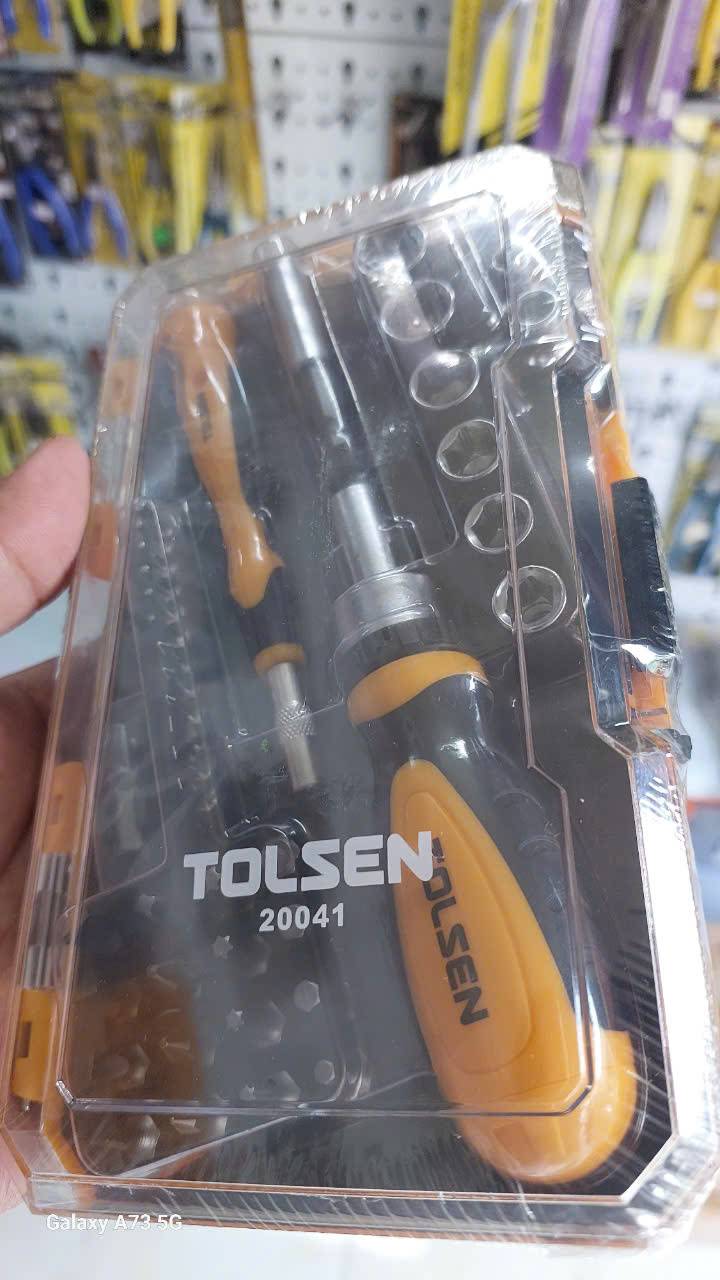 TOLSEN
20041
TOLSEN
Galaxy A73 5G